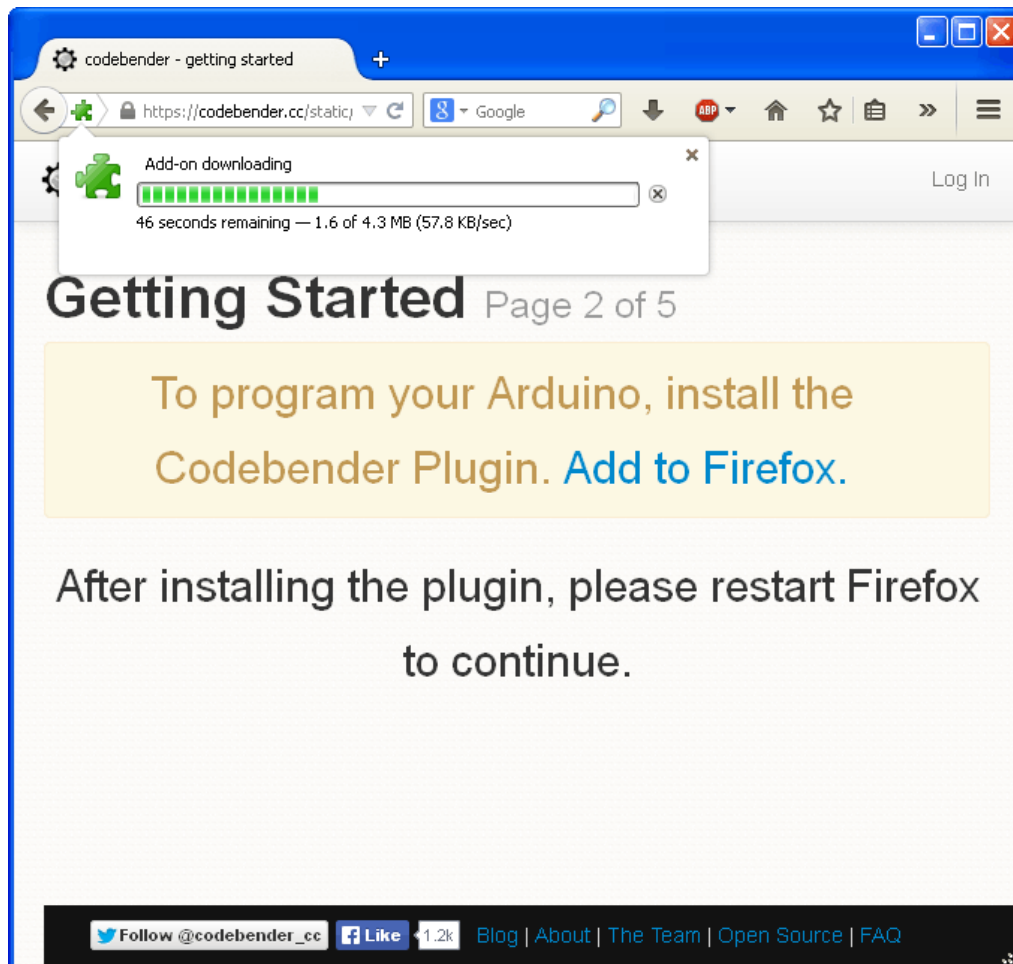 codebender - getting started
https://codebender.cc/static/
8 Google
ABP
Add-on downloading
46 seconds remaining — 1.6 of 4.3 MB (57.8 KB/sec)
Log In
Getting Started Page 2 of 5
To program your Arduino, install the
Codebender Plugin. Add to Firefox.
After installing the plugin, please restart Firefox
to continue.
Follow @codebender_cc Like 1.2k Blog | About | The Team | Open Source | FAQ